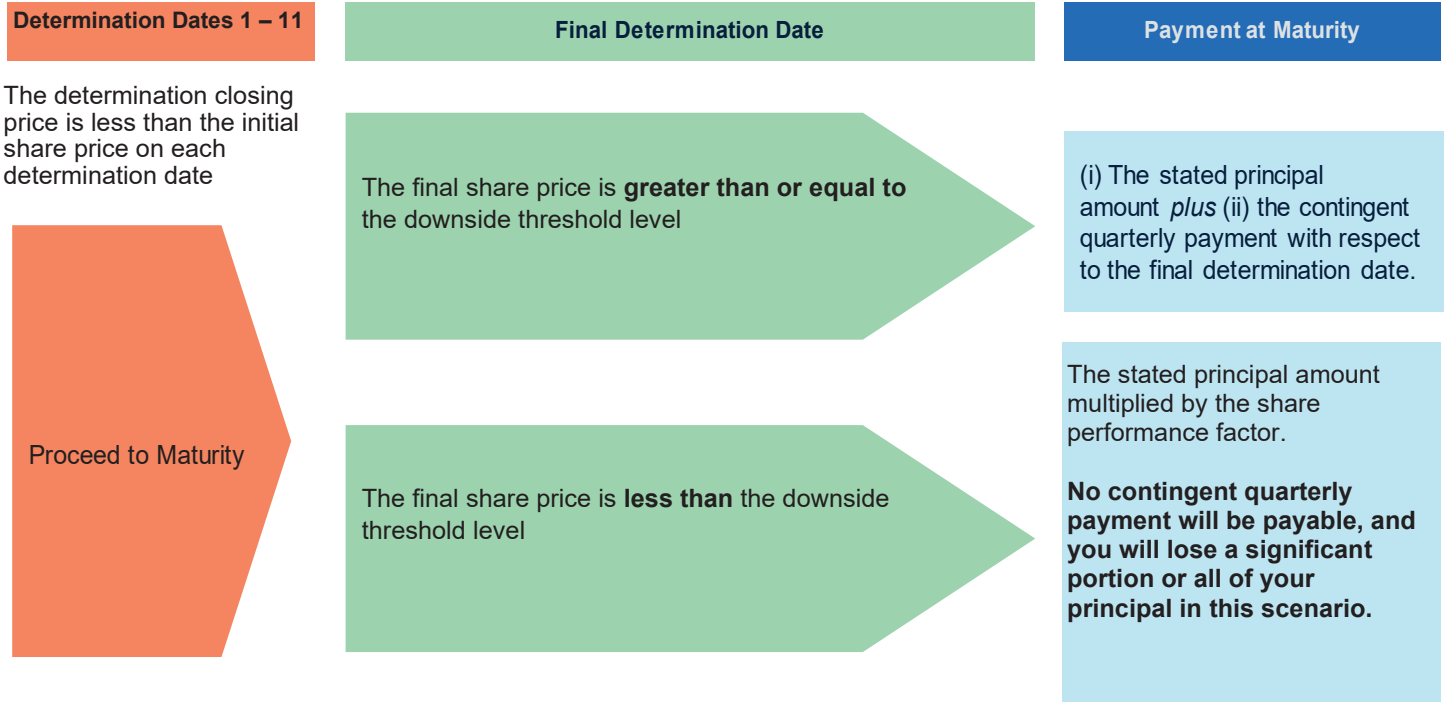 Determination Dates 1 – 11
Final Determination Date
Payment at Maturity
The determination closing
price is less than the initial
share price on each
determination date
Proceed to Maturity
The final share price is greater than or equal to
the downside threshold level
(i) The stated principal
amount plus (ii) the contingent
quarterly payment with respect
to the final determination date.
The final share price is less than the downside
threshold level
The stated principal amount
multiplied by the share
performance factor.
No contingent quarterly
payment will be payable, and
you will lose a significant
portion or all of your
principal in this scenario.